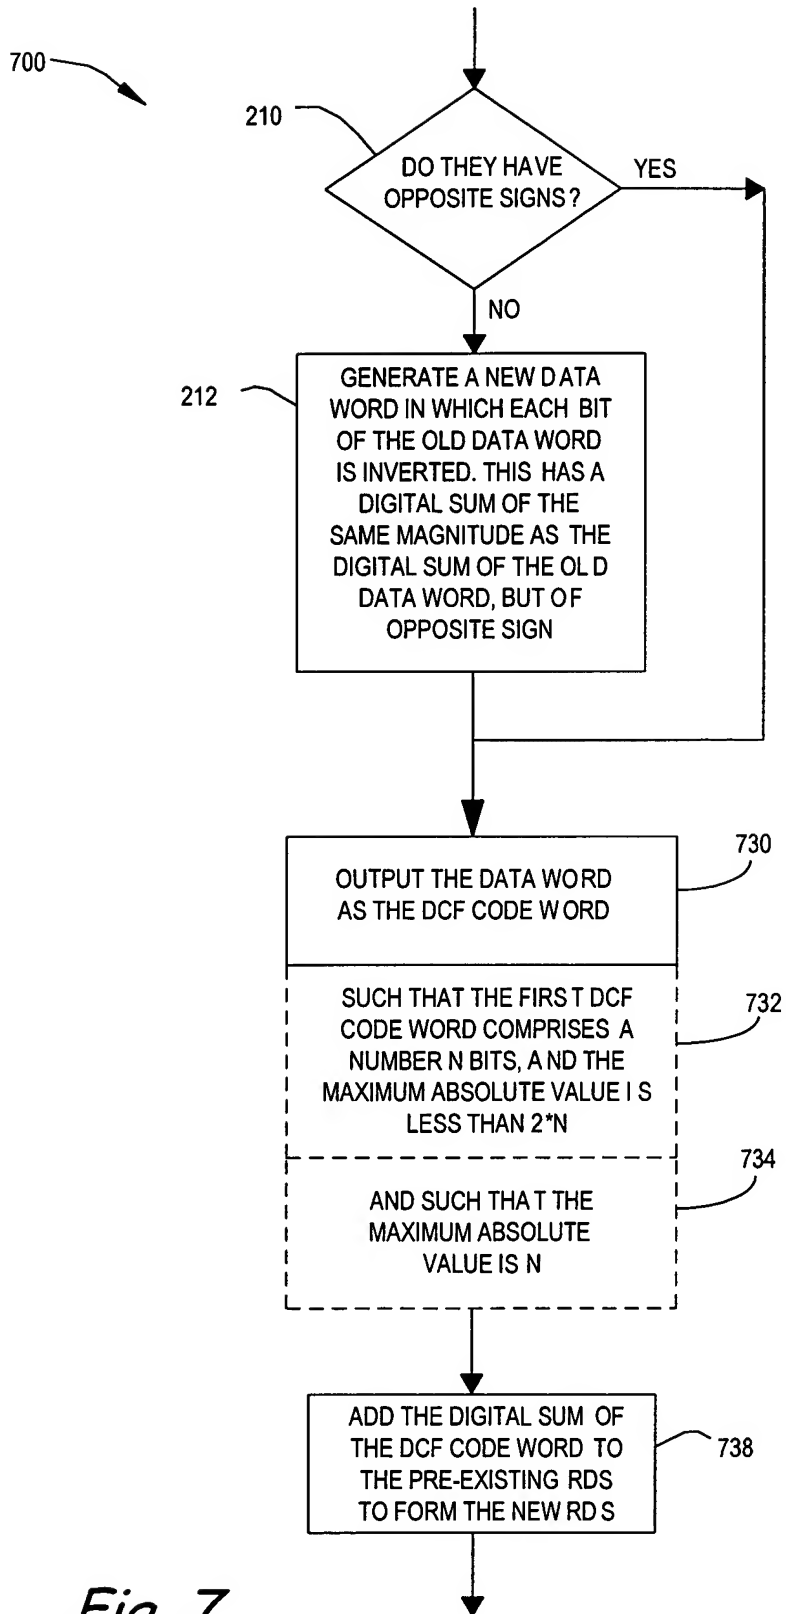 700
210
DO THEY HAVE
OPPOSITE SIGNS?
YES
NO
212
GENERATE A NEW DATA
WORD IN WHICH EACH BIT
OF THE OLD DATA WORD
IS INVERTED. THIS HAS A
DIGITAL SUM OF THE
SAME MAGNITUDE AS THE
DIGITAL SUM OF THE OLD
DATA WORD, BUT OF
OPPOSITE SIGN
730
OUTPUT THE DATA WORD
AS THE DCF CODE WORD
732
SUCH THAT THE FIRST DCF
CODE WORD COMPRISES A
NUMBER N BITS, AND THE
MAXIMUM ABSOLUTE VALUE IS
LESS THAN 2*N
734
AND SUCH THAT THE
MAXIMUM ABSOLUTE
VALUE IS N
ADD THE DIGITAL SUM OF
THE DCF CODE WORD TO
THE PRE-EXISTING RDS
TO FORM THE NEW RDS
738
Fig. 7